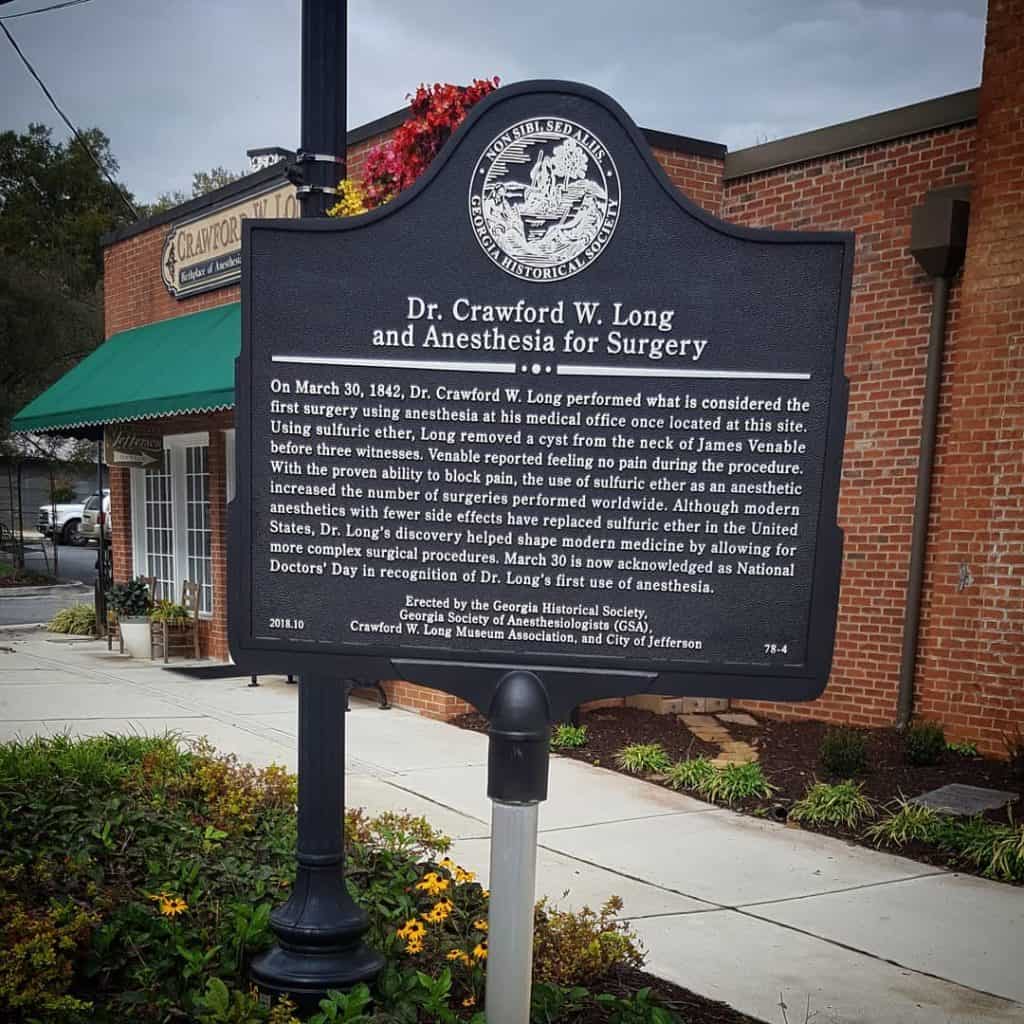 NON SIBI, SED ALIIS.
GEORGIA HISTORICAL SOCIETY
CRAWFORD W. LO
Birthplace of Anesthesia
Jefferson
Dr. Crawford W. Long
and Anesthesia for Surgery
On March 30, 1842, Dr. Crawford W. Long performed what is considered the
first surgery using anesthesia at his medical office once located at this site.
Using sulfuric ether, Long removed a cyst from the neck of James Venable
before three witnesses. Venable reported feeling no pain during the procedure.
With the proven ability to block pain, the use of sulfuric ether as an anesthetic
increased the number of surgeries performed worldwide. Although modern
anesthetics with fewer side effects have replaced sulfuric ether in the United
States, Dr. Long's discovery helped shape modern medicine by allowing for
more complex surgical procedures. March 30 is now acknowledged as National
Doctors' Day in recognition of Dr. Long's first use of anesthesia.
Erected by the Georgia Historical Society,
Georgia Society of Anesthesiologists (GSA),
Crawford W. Long Museum Association, and City of Jefferson
2018.10
78-4